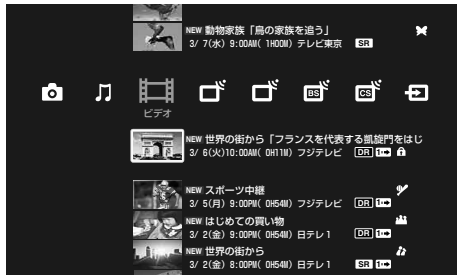 NEW 動物家族「鳥の家族を追う」
3/ 7(水) 9:00AM( 1H00M) テレビ東京 SR
BS CS
ビデオ
NEW 世界の街から「フランスを代表する凱旋門をはじ
3/ 6(火)10:00AM( 0H11M) フジテレビ DR 1
NEW スポーツ中継
3/ 5(月) 9:00PM( 0H54M) フジテレビ DR 1
NEW はじめての買い物
3/ 2(金) 9:00PM( 0H54M) 日テレ1 DR 1
NEW 世界の街から
3/ 2(金) 8:00PM( 0H54M) 日テレ1 SR 1